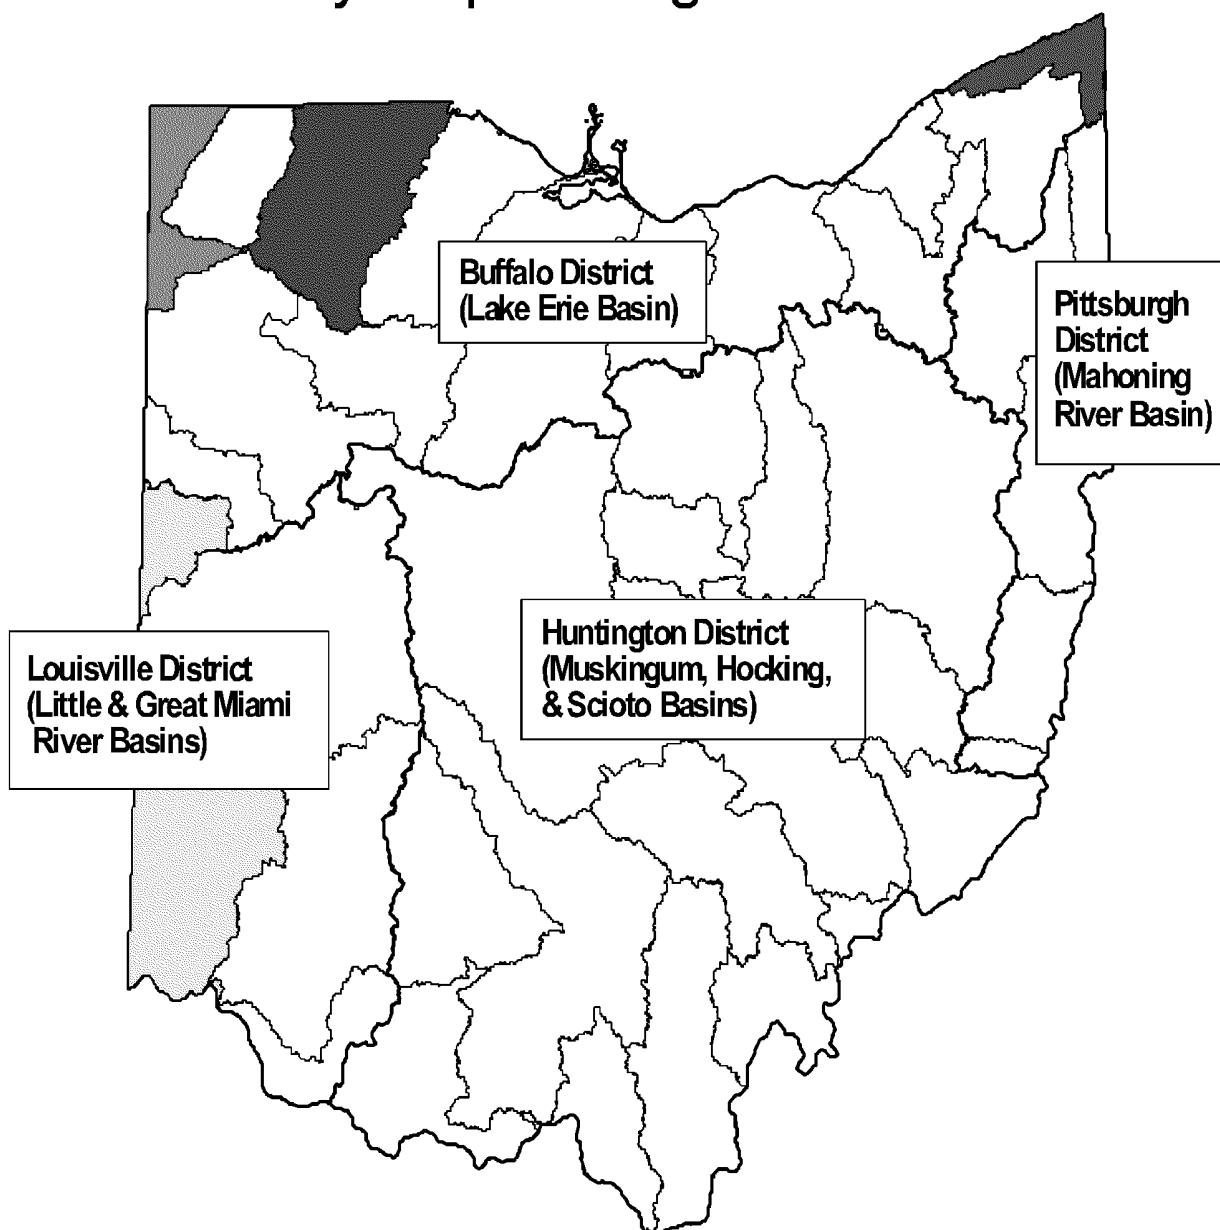 Buffalo District
(Lake Erie Basin)
Pittsburgh
District
(Mahoning
River Basin)
Huntington District
(Muskingum, Hocking,
& Scioto Basins)
Louisville District
(Little & Great Miami
River Basins)